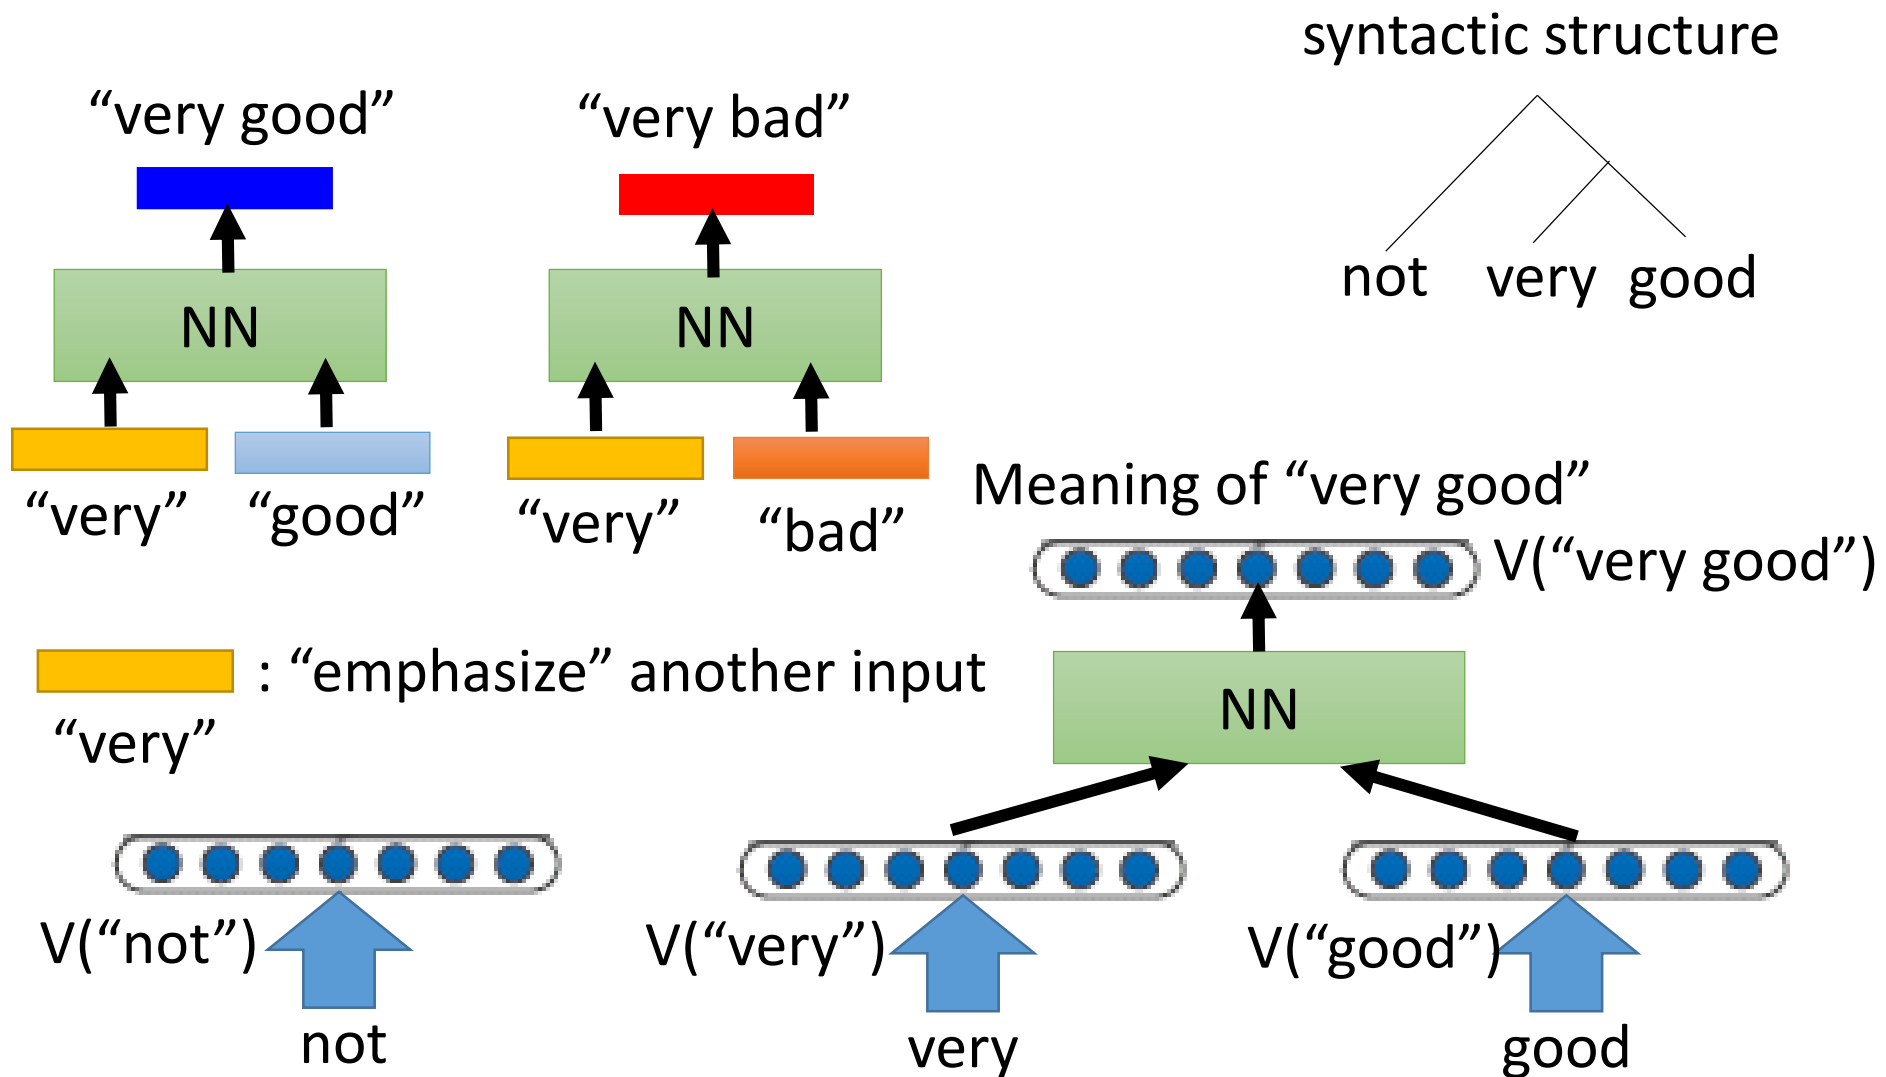 syntactic structure
“very good”
“very bad”
not very good
NN
NN
“very”
“good”
“very”
“bad”
Meaning of “very good”
V(“very good”)
: “emphasize” another input
“very”
NN
V(“not”)
V(“very”)
V(“good”)
not
very
good